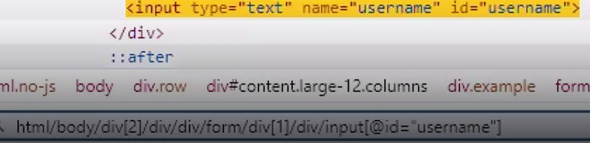 <input type="text" name="username" id="username">
</div>
::after
ml.no-js body div.row div#content.large-12.columns div.example form
html/body/div[2]/div/div/form/div[1]/div/input[@id="username"]